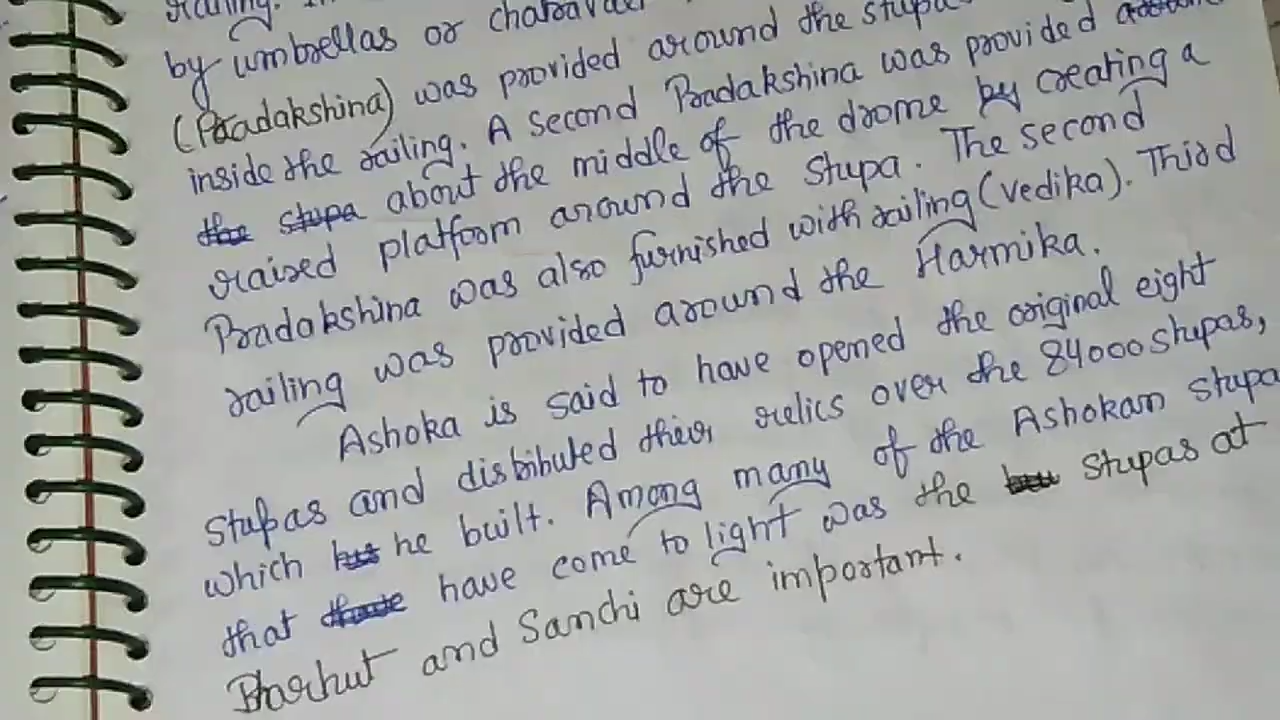 railing.
by umbrellas or
(Pradakshina) was provided around the stupa
inside the railing. A second Pradakshina was provided
the stupa about the middle of the drome by creating a
raised platform around the stupa. The second
Pradakshina was also furnished with railing (vedika). Third
railing was provided around the Harmika.
Ashoka is said to have opened the original eight
stupas and distributed their relics over the 84000 stupas,
which he built. Among many of the Ashokan stupa
that have come to light was the stupas at
Bharhut and Sanchi are important.